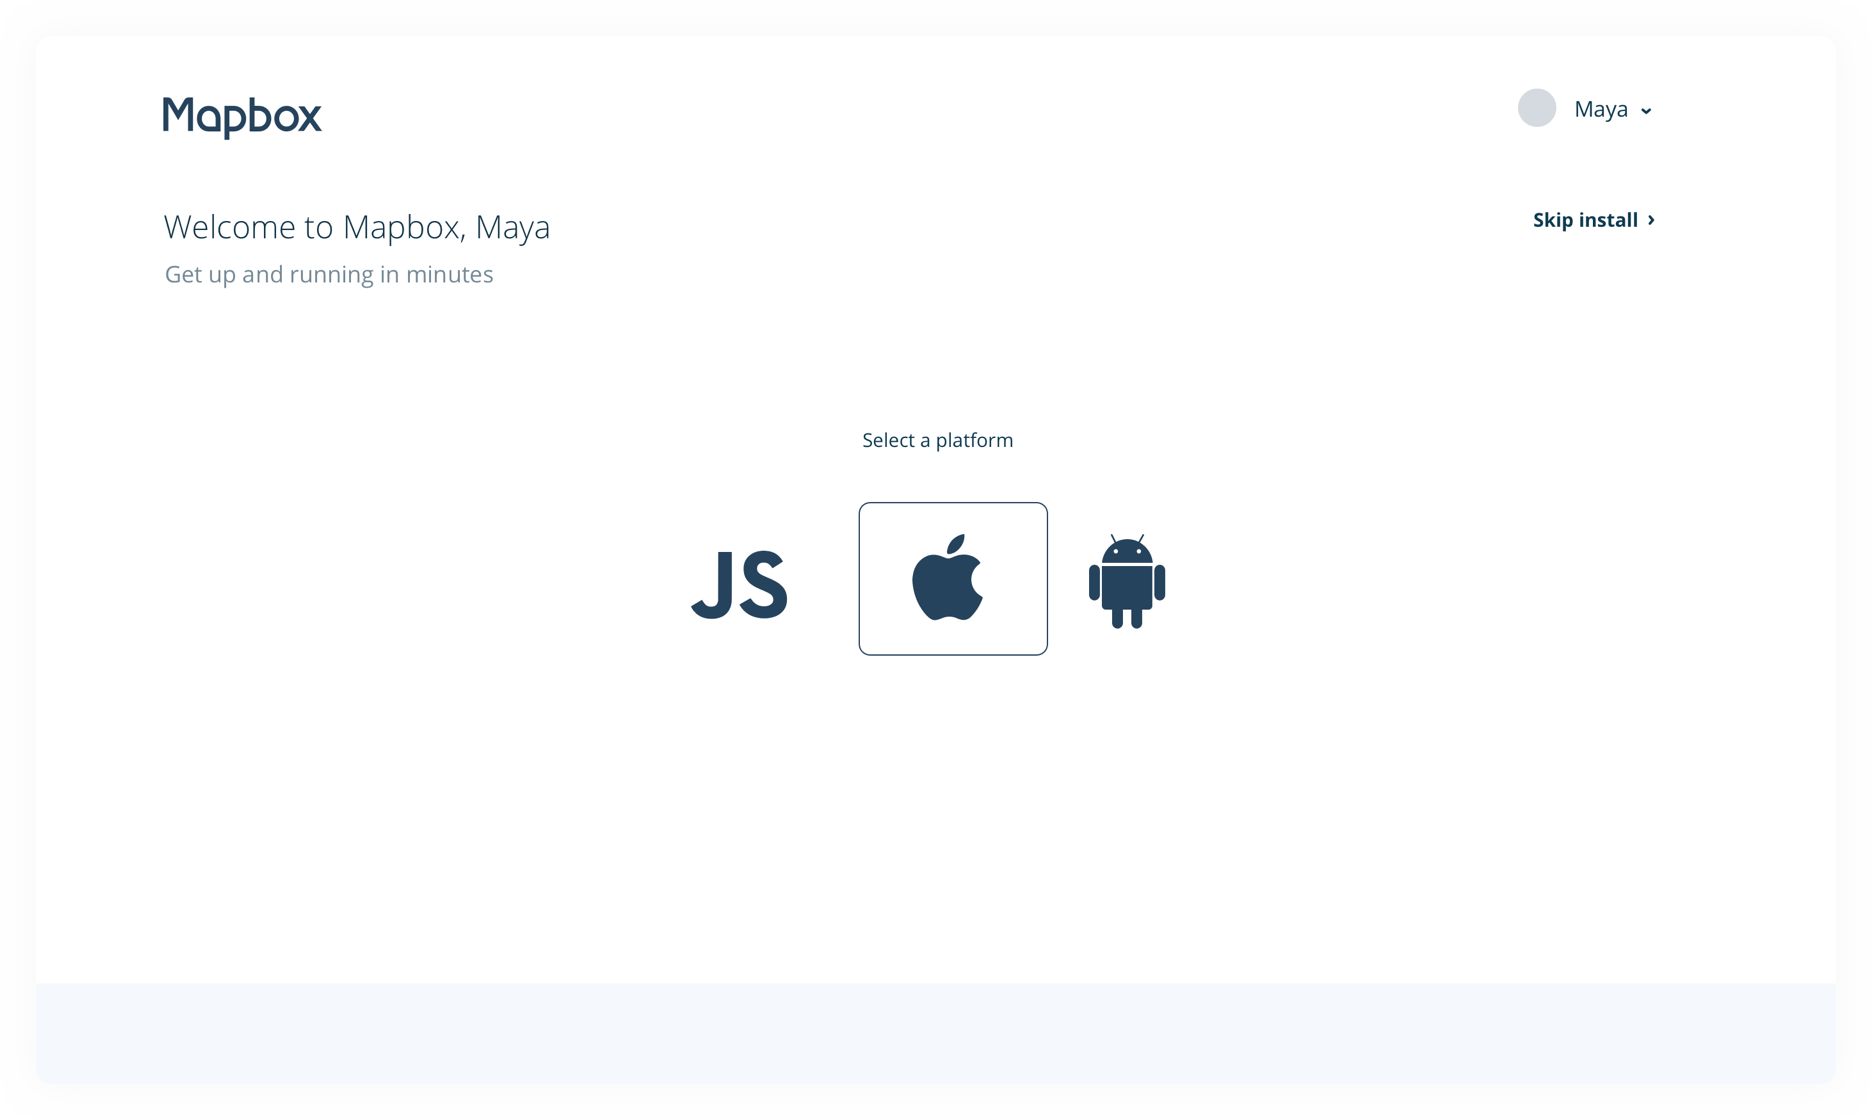 Mapbox
Maya
Welcome to Mapbox, Maya
Skip install
Get up and running in minutes
Select a platform
JS